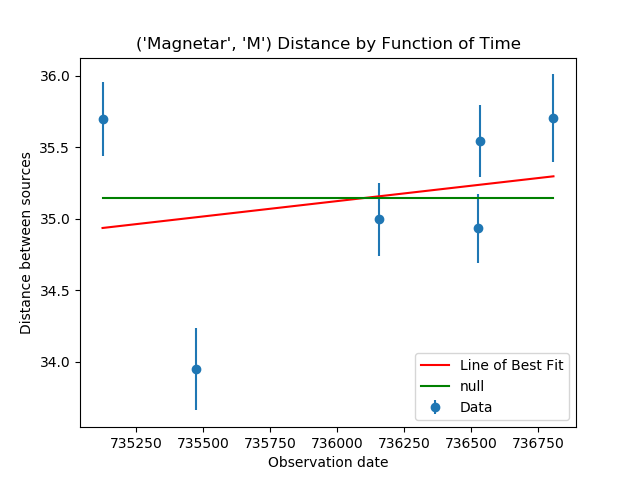 ('Magnetar', 'M') Distance by Function of Time
Distance between sources
36.0
35.5
35.0
34.5
34.0
Line of Best Fit
null
Data
735250 735500 735750 736000 736250 736500 736750
Observation date